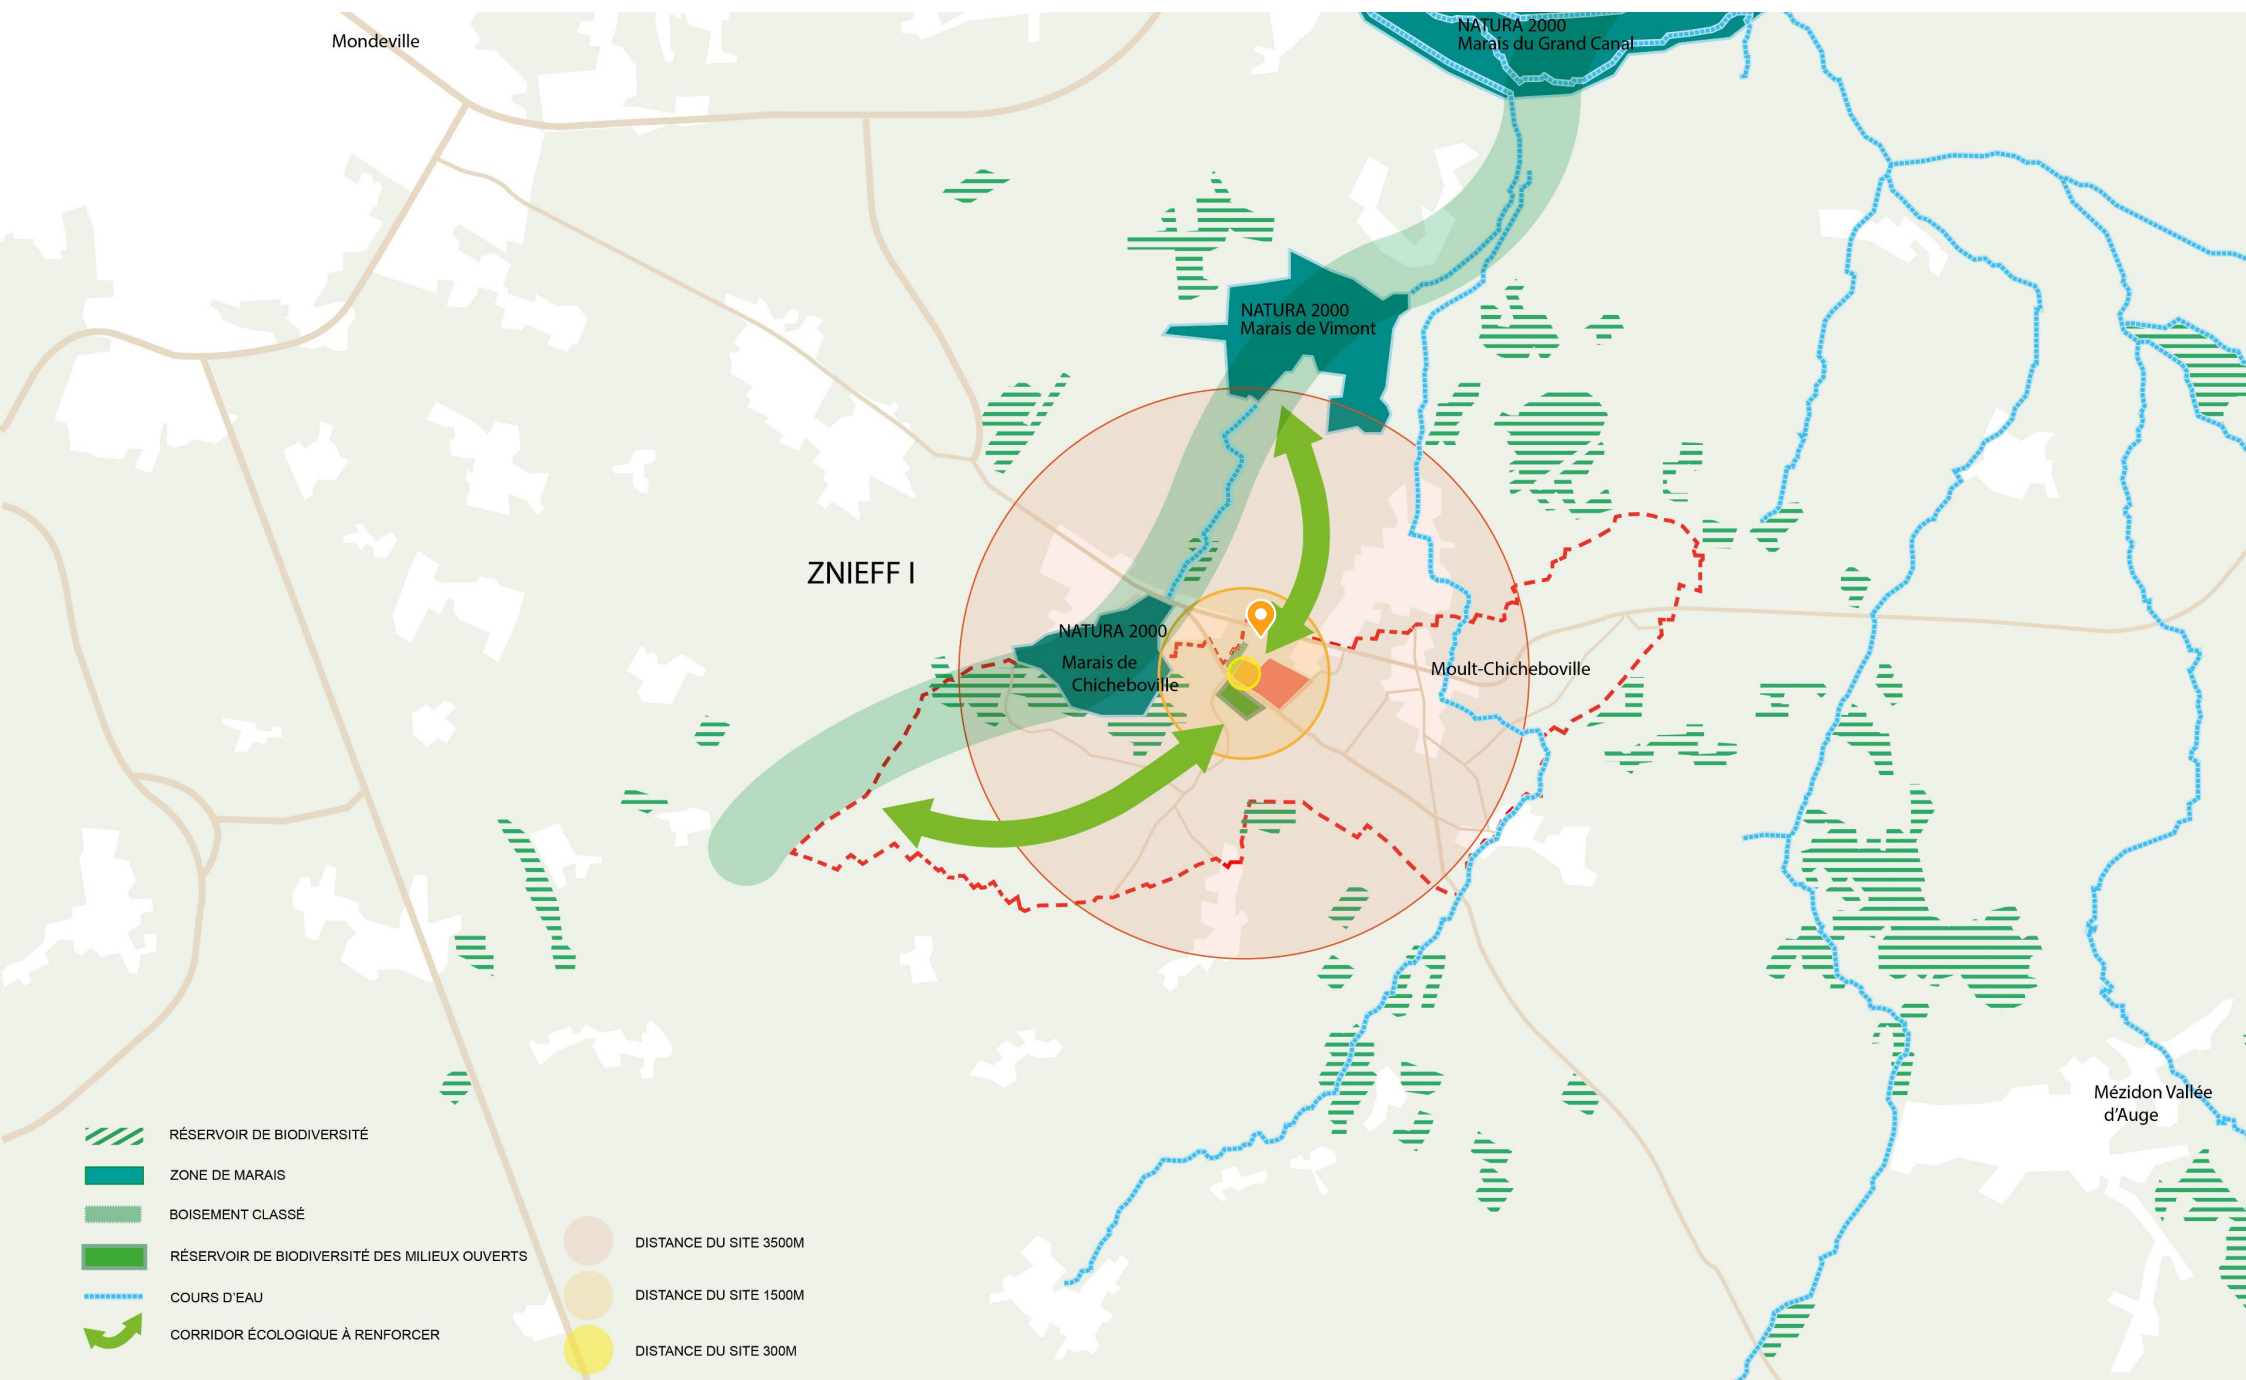 Mondeville
NATURA 2000
Marais du Grand Canal
NATURA 2000
Marais de Vimont
ZNIEFF I
NATURA 2000
Marais de
Chicheboville
Moult-Chicheboville
Mézidon Vallée
d'Auge
RÉSERVOIR DE BIODIVERSITÉ
ZONE DE MARAIS
BOISEMENT CLASSÉ
RÉSERVOIR DE BIODIVERSITÉ DES MILIEUX OUVERTS
COURS D'EAU
CORRIDOR ÉCOLOGIQUE À RENFORCER
DISTANCE DU SITE 3500M
DISTANCE DU SITE 1500M
DISTANCE DU SITE 300M